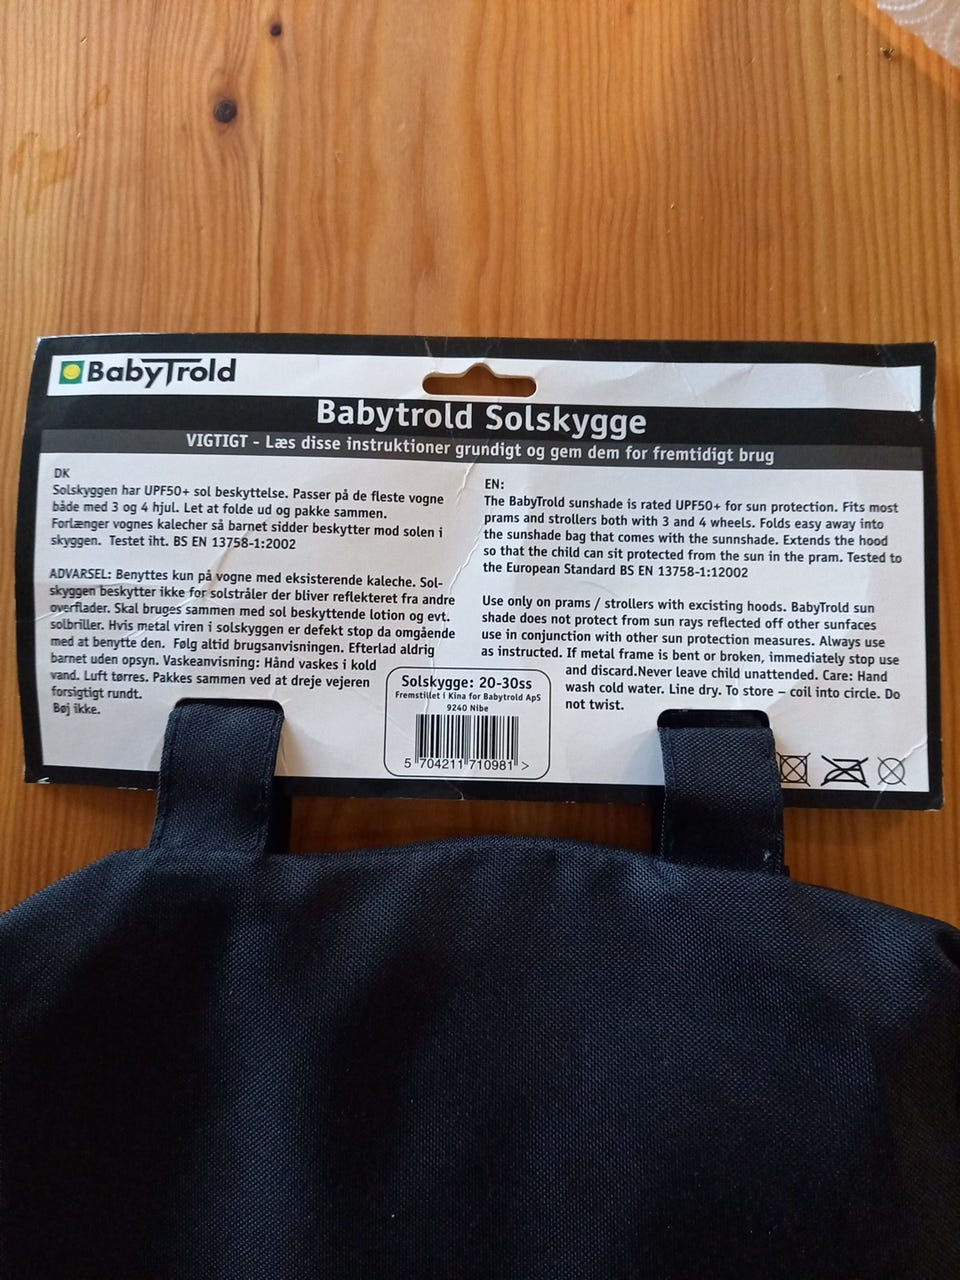 BabyTrold
Babytrold Solskygge
VIGTIGT - Læs disse instruktioner grundigt og gem dem for fremtidigt brug
DK
Solskyggen har UPF50+ sol beskyttelse. Passer på de fleste vogne
både med 3 og 4 hjul. Let at folde ud og pakke sammen.
Forlænger vognes kalecher så barnet sidder beskytter mod solen i
skyggen. Testet iht. BS EN 13758-1:2002
ADVARSEL: Benyttes kun på vogne med eksisterende kaleche. Sol-
skyggen beskytter ikke for solstråler der bliver reflekteret fra andre
overflader. Skal bruges sammen med sol beskyttende lotion og evt.
solbriller. Hvis metal viren i solskyggen er defekt stop da omgående
med at benytte den. Følg altid brugsanvisningen. Efterlad aldrig
barnet uden opsyn. Vaskeanvisning: Hånd vaskes i kold
vand. Luft tørres. Pakkes sammen ved at dreje vejeren
forsigtigt rundt.
Bøj ikke.
EN:
The BabyTrold sunshade is rated UPF50+ for sun protection. Fits most
prams and strollers both with 3 and 4 wheels. Folds easy away into
the sunshade bag that comes with the sunnshade. Extends the hood
so that the child can sit protected from the sun in the pram. Tested to
the European Standard BS EN 13758-1:12002
Use only on prams / strollers with excisting hoods. BabyTrold sun
shade does not protect from sun rays reflected off other sunfaces
use in conjunction with other sun protection measures. Always use
as instructed. If metal frame is bent or broken, immediately stop use
and discard.Never leave child unattended. Care: Hand
wash cold water. Line dry. To store – coil into circle. Do
not twist.
Solskygge: 20-30ss
Fremstillet i Kina for Babytrold ApS
9240 Nibe
5 704211 710981 >